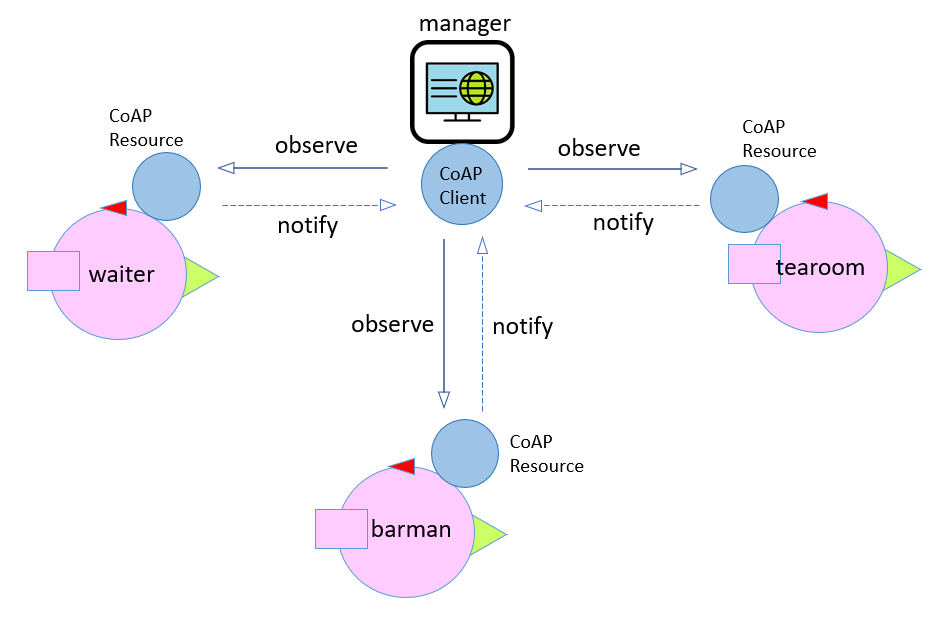 manager
CoAP
Resource
observe
CoAP
Client
observe
CoAP
Resource
notify
notify
waiter
tearoom
observe
notify
CoAP
Resource
barman